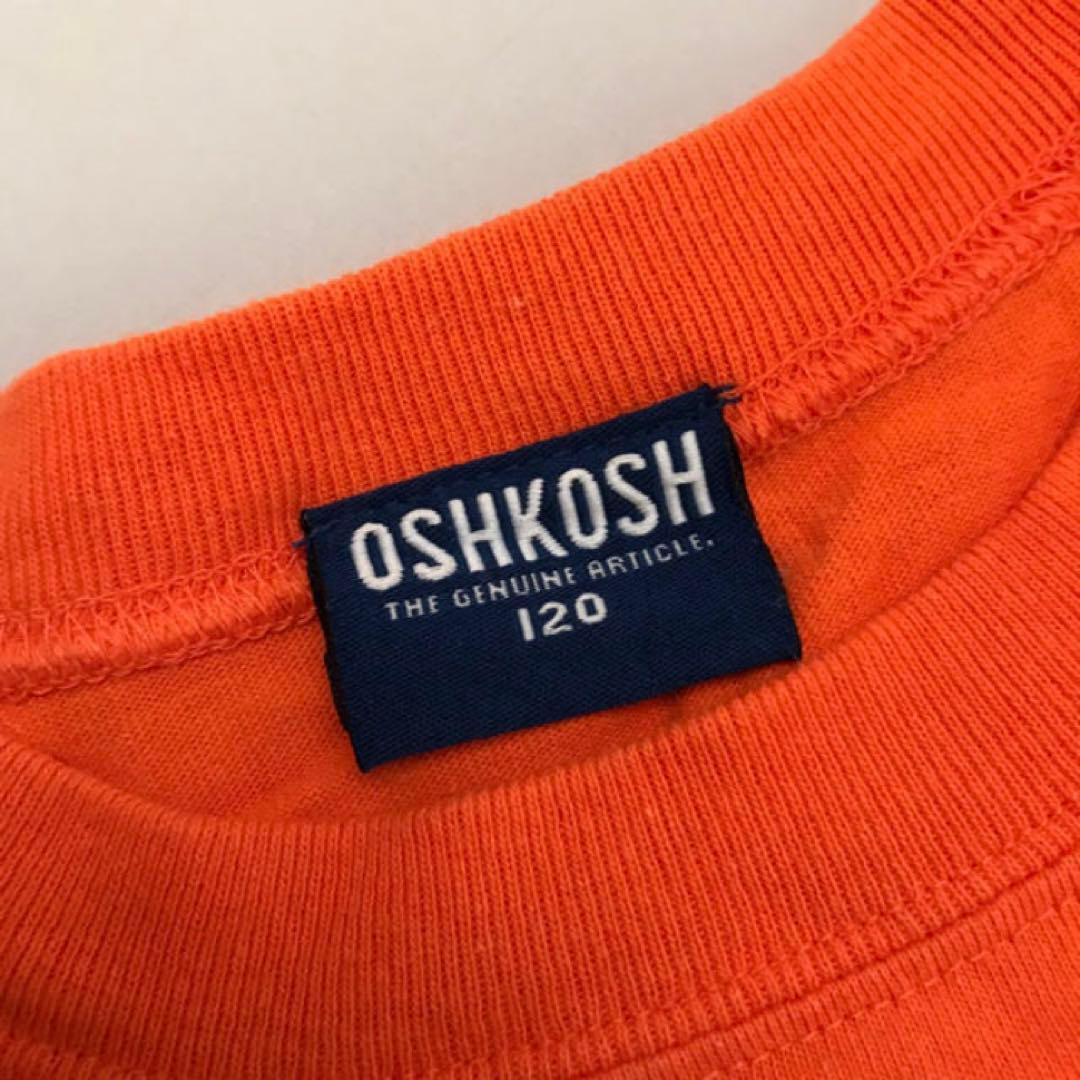 OSHKOSH
THE GENUINE ARTICLE.
120